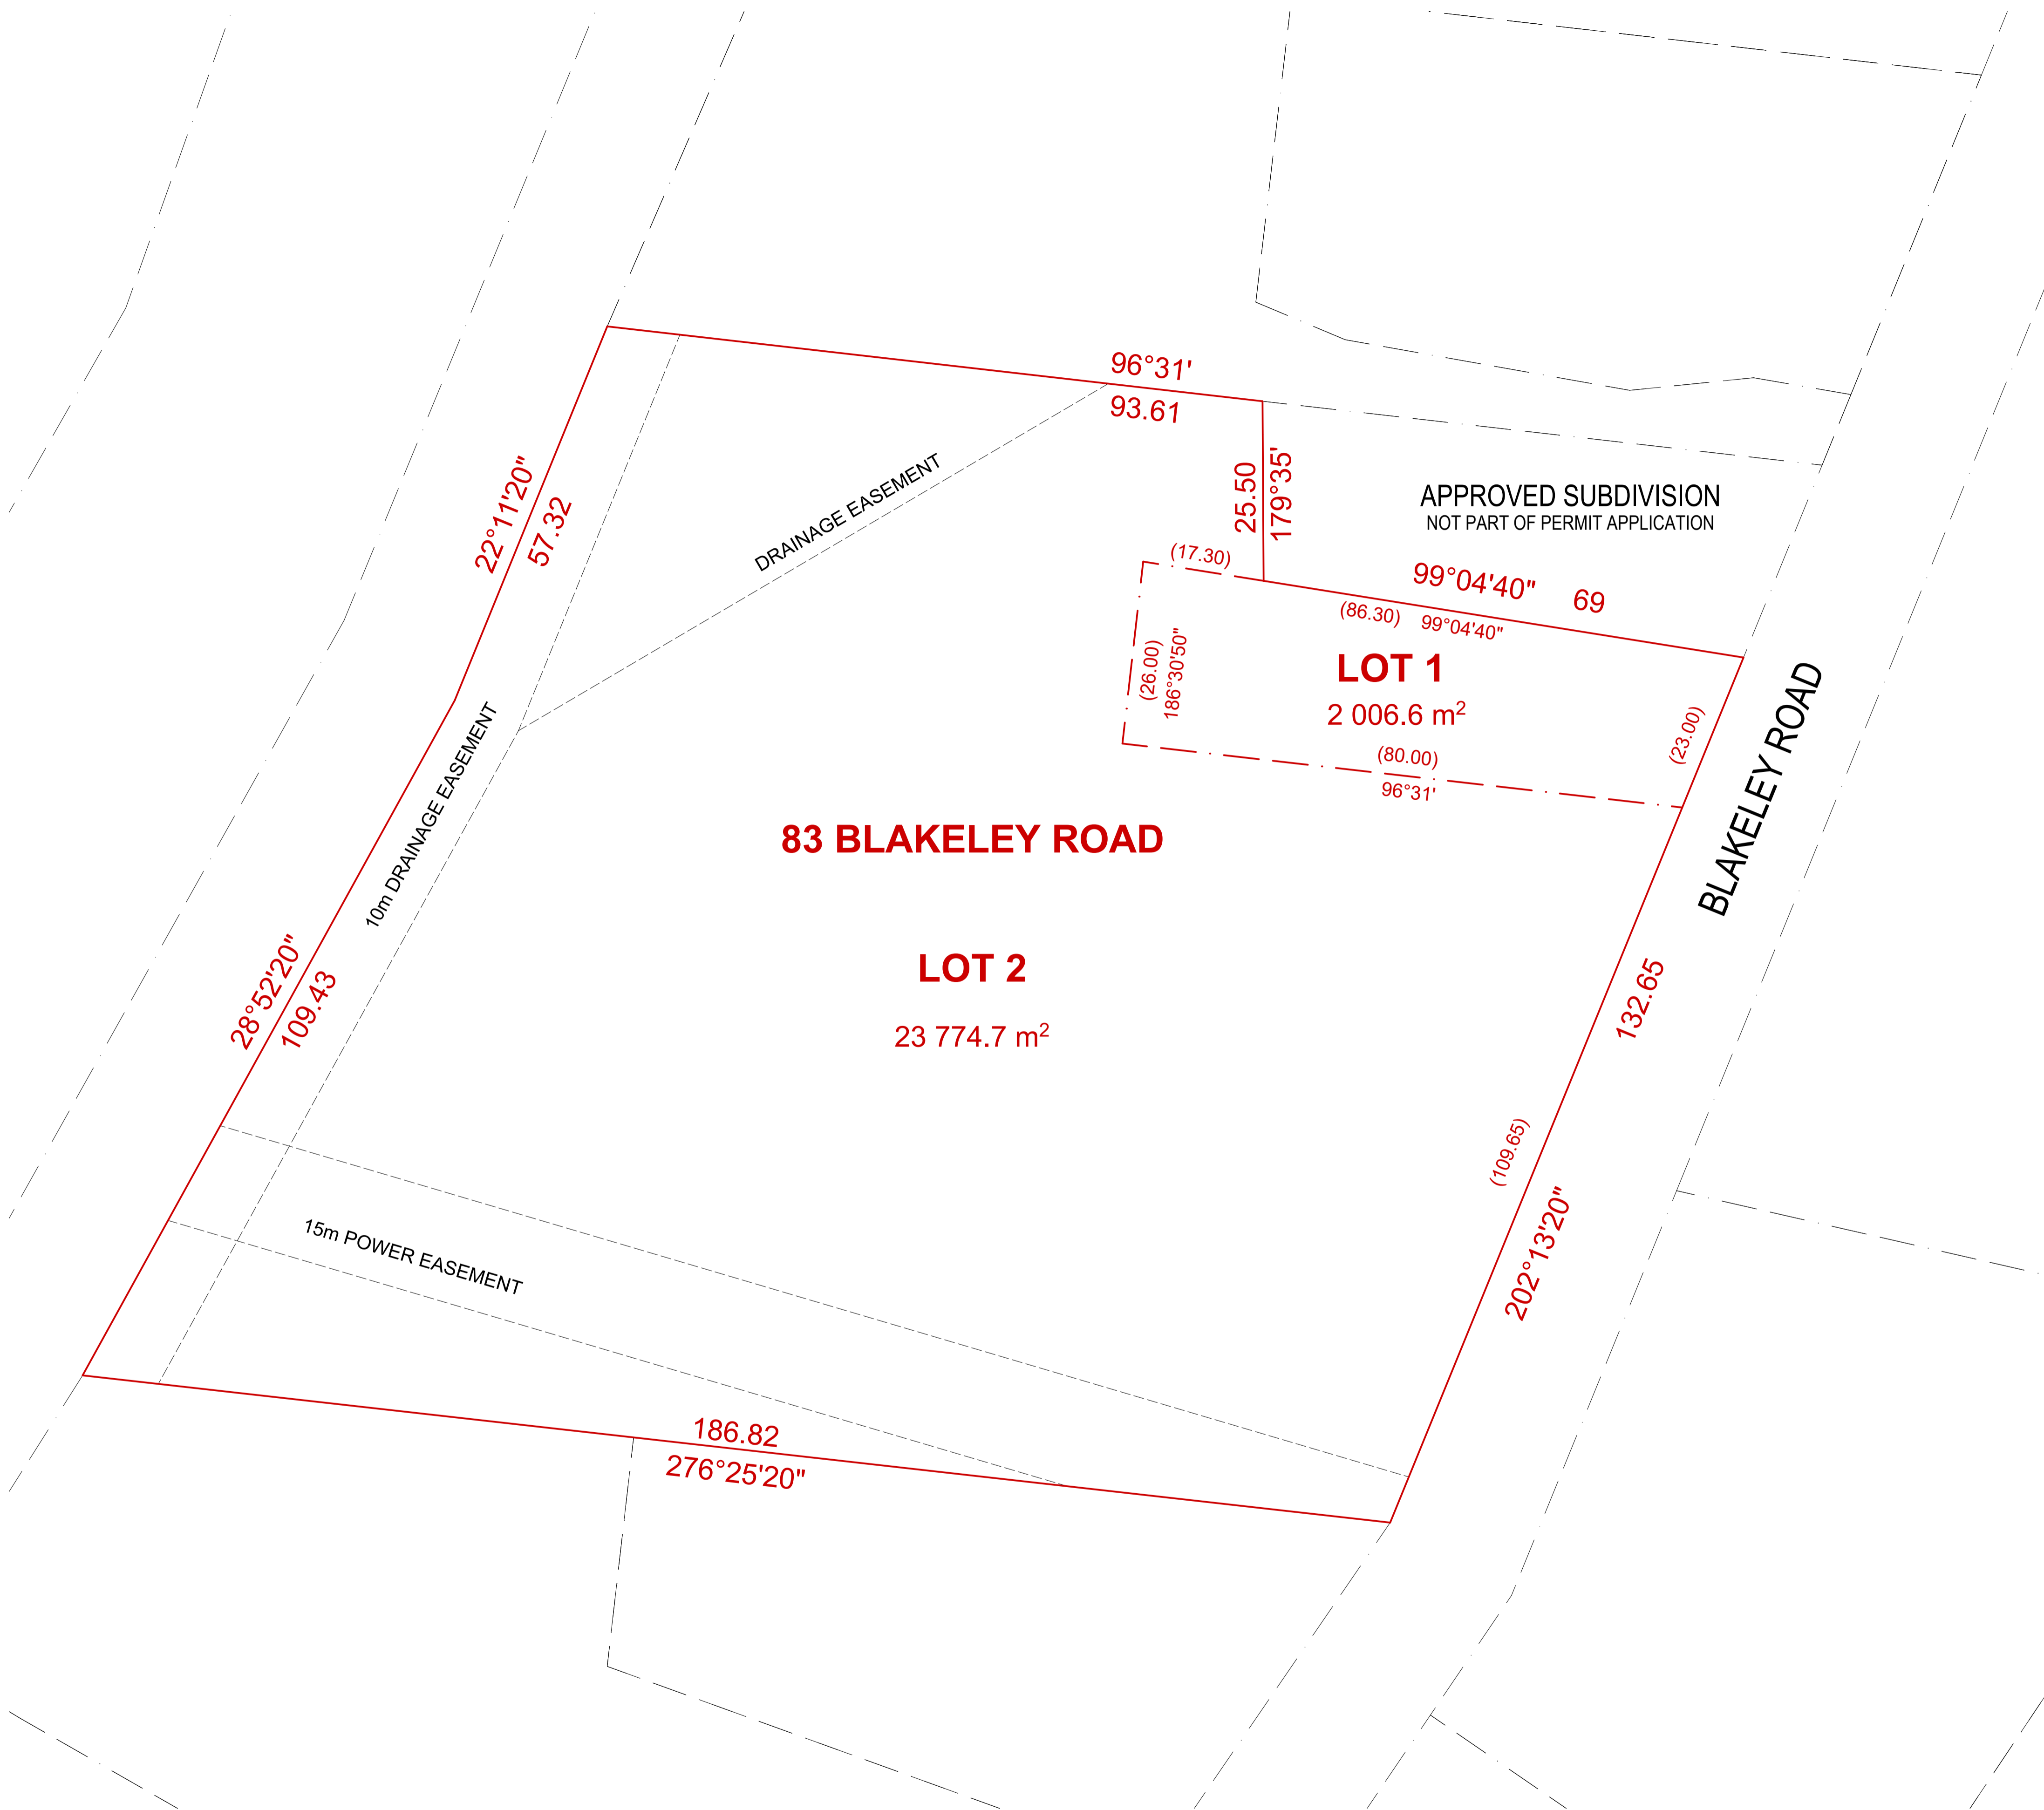 96°31'
93.61
22°11'20"
57.32
DRAINAGE EASEMENT
25.50
179°35'
APPROVED SUBDIVISION
NOT PART OF PERMIT APPLICATION
(17.30)
99°04'40" 69
(86.30) 99°04'40"
(26.00)
186°30'50"
LOT 1
2 006.6 m²
(23.00)
(80.00)
96°31'
BLAKELEY ROAD
10m DRAINAGE EASEMENT
83 BLAKELEY ROAD
LOT 2
23 774.7 m²
28°52'20"
109.43
132.65
(109.65)
202°13'20"
15m POWER EASEMENT
186.82
276°25'20"